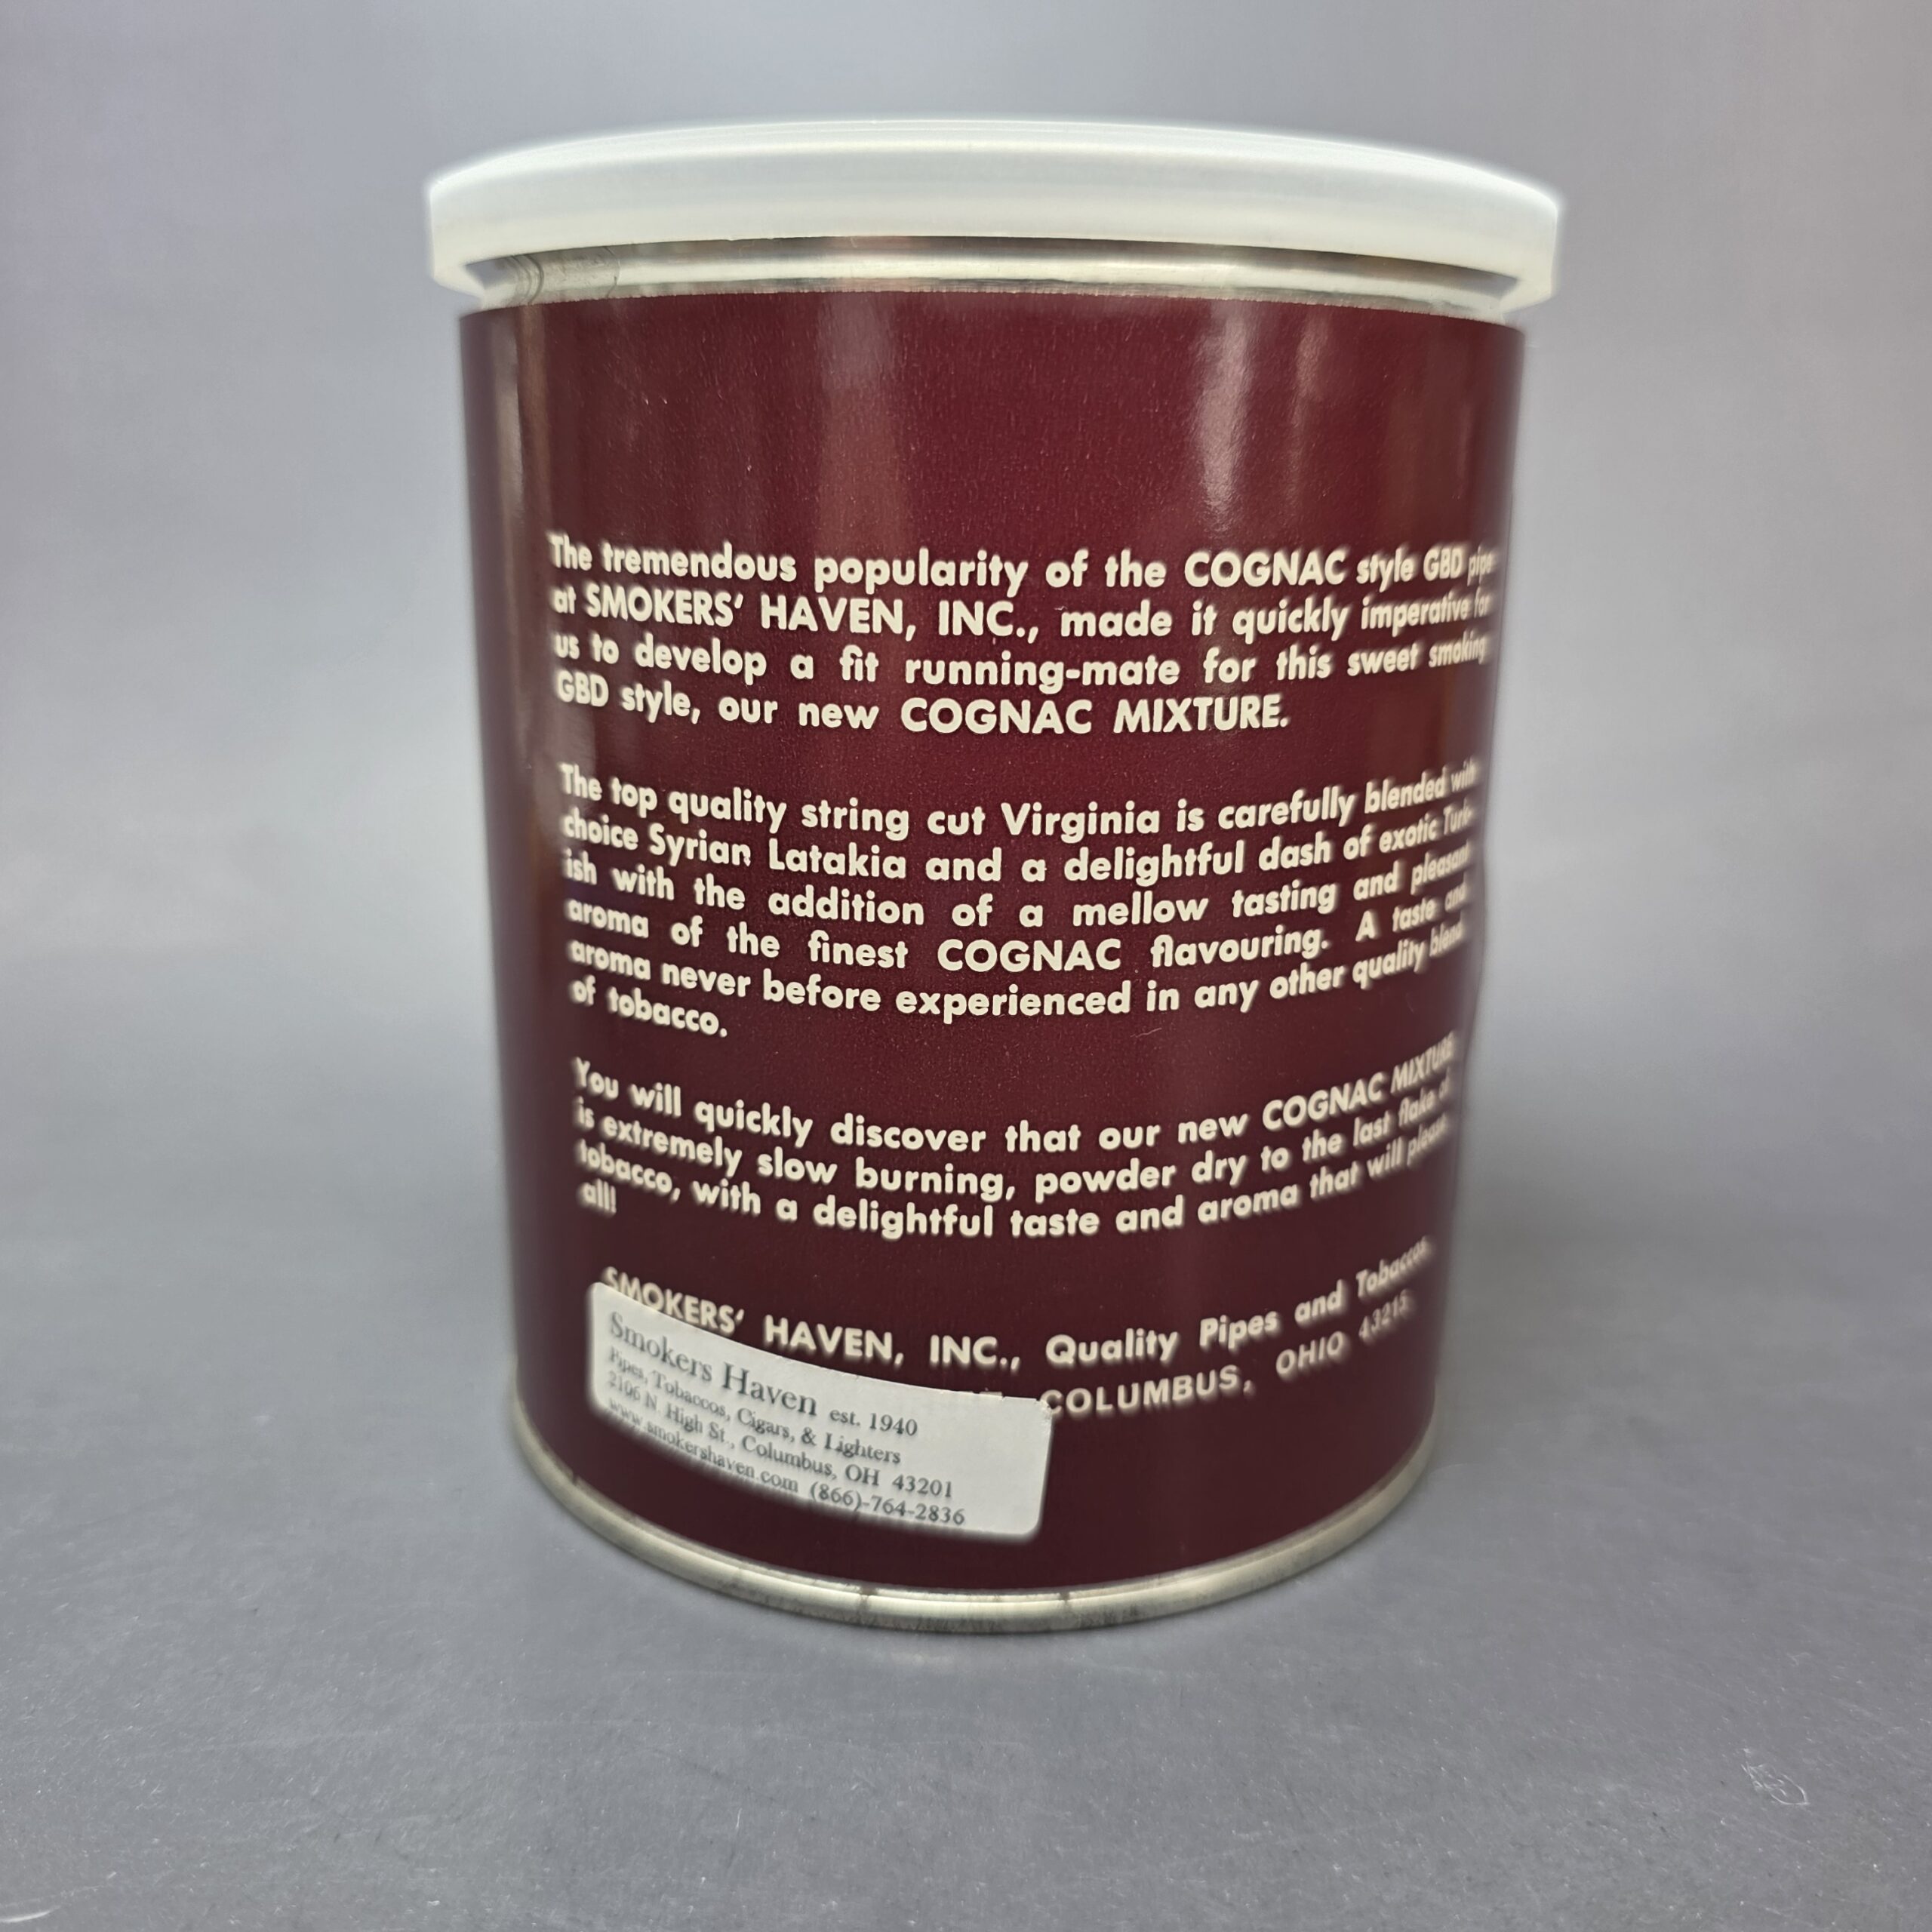 The tremendous popularity of the COGNAC style GBD pipe
at SMOKERS' HAVEN, INC., made it quickly imperative for
us to develop a fit running-mate for this sweet smoking
GBD style, our new COGNAC MIXTURE.
The top quality string cut Virginia is carefully blended with
choice Syrian Latakia and a delightful dash of exotic Turk-
ish with the addition of a mellow tasting and pleasant
aroma of the finest COGNAC flavouring. A taste and
aroma never before experienced in any other quality blend
of tobacco.
You will quickly discover that our new COGNAC MIXTURE
is extremely slow burning, powder dry to the last flake of
tobacco, with a delightful taste and aroma that will please
all!
SMOKERS' HAVEN, INC., Quality Pipes and Tobaccos
COLUMBUS, OHIO 43215
Smokers Haven est. 1940
Pipes, Tobaccos, Cigars, & Lighters
2106 N. High St., Columbus, OH 43201
www.smokershaven.com (866)-764-2836